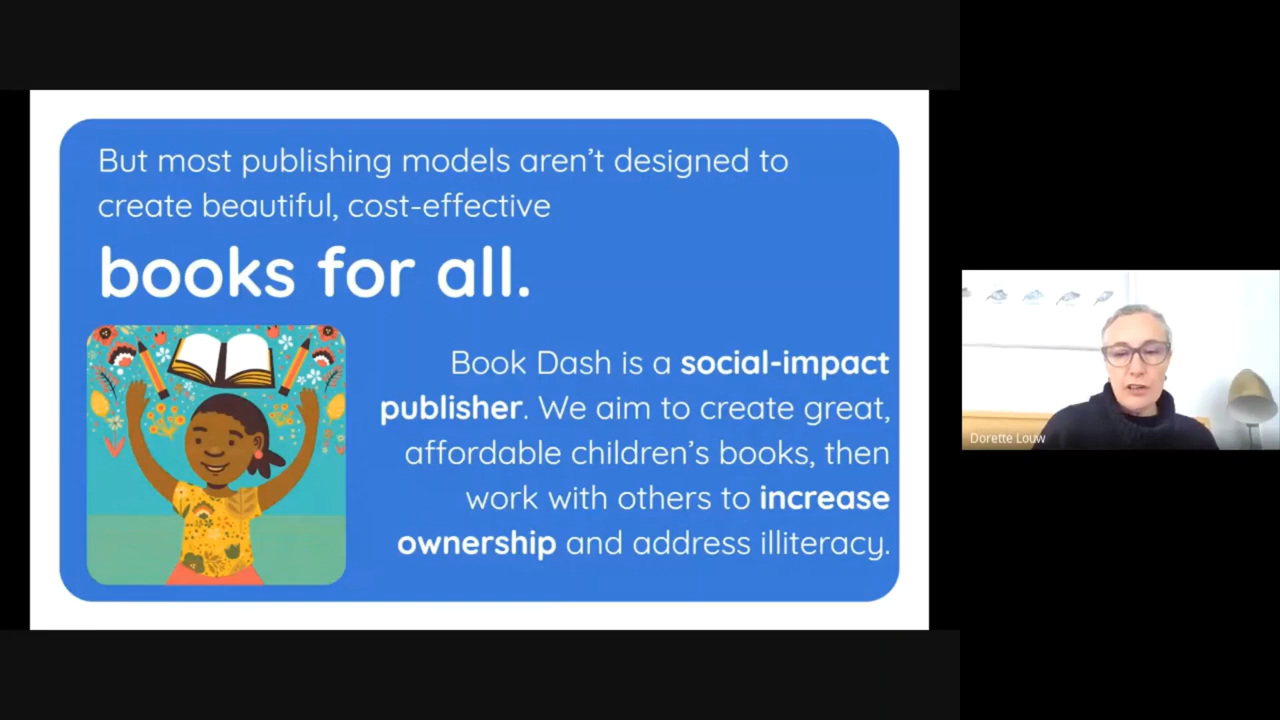 But most publishing models aren’t designed to
create beautiful, cost-effective
books for all.
Book Dash is a social-impact
publisher. We aim to create great,
affordable children’s books, then
work with others to increase
ownership and address illiteracy.
Dorette Louw